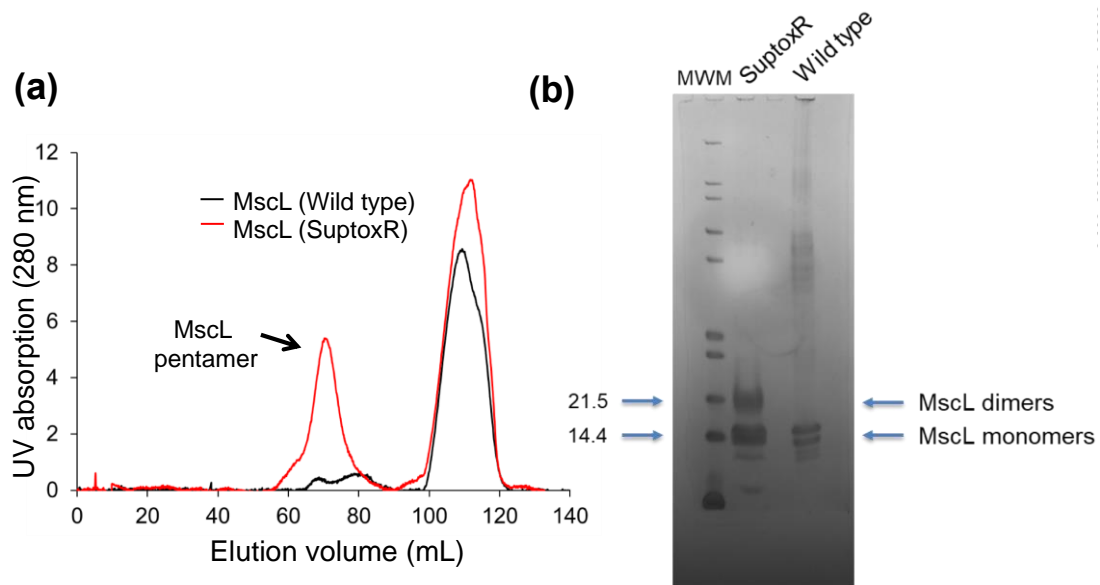 (a)
12
10
8
6
4
2
0
UV absorption (280 nm)
MscL (Wild type)
MscL (SuptoxR)
MscL
pentamer
0 20 40 60 80 100 120 140
Elution volume (mL)
(b)
MWM SuptoxR Wild type
21.5
14.4
MscL dimers
MscL monomers